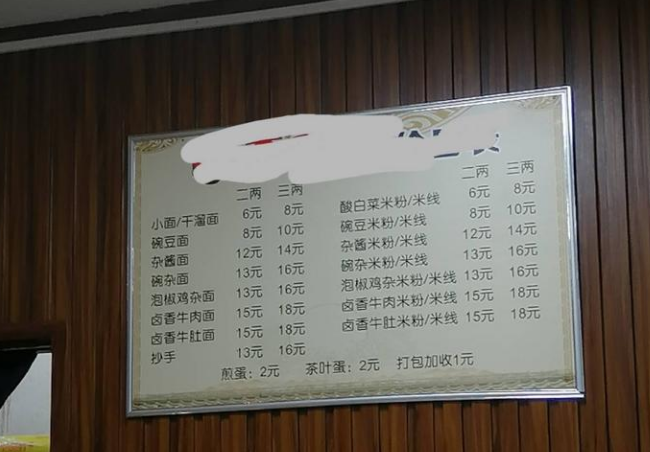 二两 三两 二两 三两
小面/干溜面 6元 8元 酸白菜米粉/米线 6元 8元
碗豆面 8元 10元 碗豆米粉/米线 8元 10元
杂酱面 12元 14元 杂酱米粉/米线 12元 14元
碗杂面 13元 16元 碗杂米粉/米线 13元 16元
泡椒鸡杂面 13元 16元 泡椒鸡杂米粉/米线 13元 16元
卤香牛肉面 15元 18元 卤香牛肉米粉/米线 15元 18元
卤香牛肚面 15元 18元 卤香牛肚米粉/米线 15元 18元
抄手 13元 16元
煎蛋：2元 茶叶蛋：2元 打包加收1元